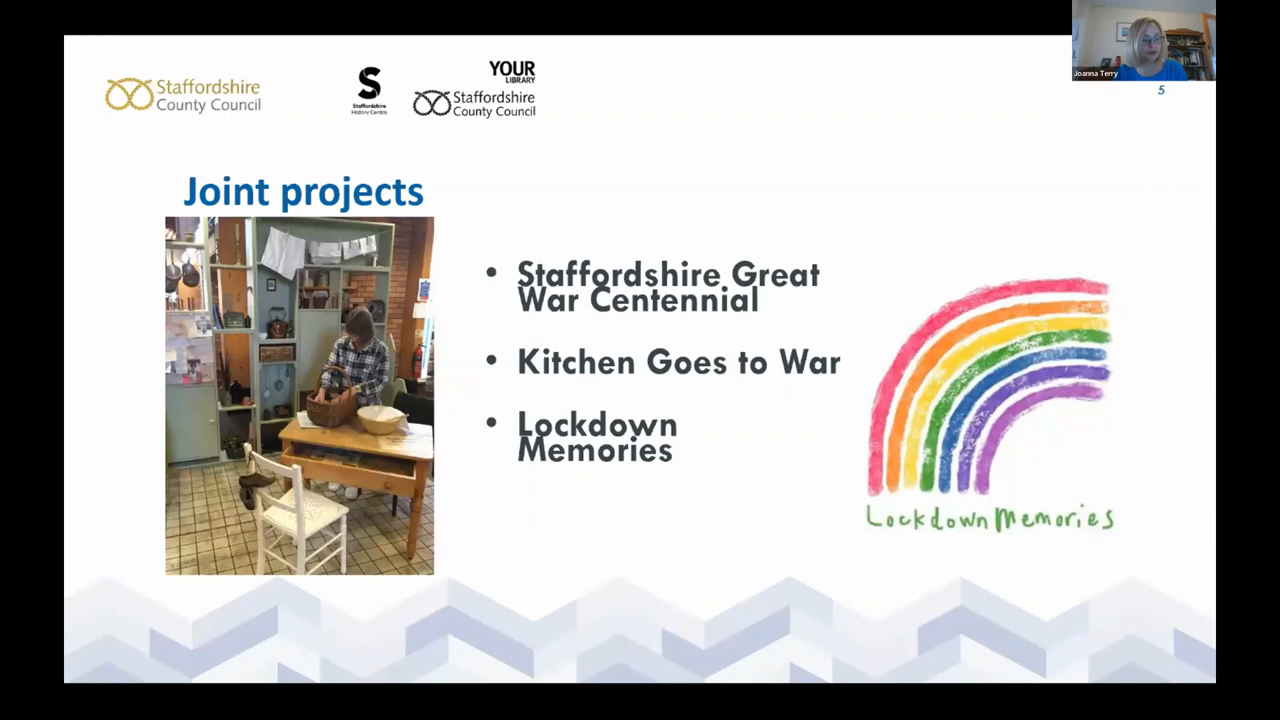 Joanna Terry
5
Staffordshire
County Council
Staffordshire
History Centre
YOUR
LIBRARY
Staffordshire
County Council
Joint projects
• Staffordshire Great
War Centennial
• Kitchen Goes to War
• Lockdown
Memories
Lockdown Memories